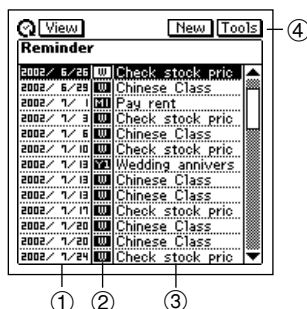 View New Tools ④
Reminder
2002/ 6/26 W Check stock pric
2002/ 6/29 W Chinese Class
2002/ 7/ 1 M1 Pay rent
2002/ 7/ 3 W Check stock pric
2002/ 7/ 6 W Chinese Class
2002/ 7/10 W Check stock pric
2002/ 7/13 Y1 Wedding annivers
2002/ 7/13 W Chinese Class
2002/ 7/13 W Chinese Class
2002/ 7/17 W Check stock pric
2002/ 7/20 W Chinese Class
2002/ 7/20 W Chinese Class
2002/ 7/24 W Check stock pric
① ② ③